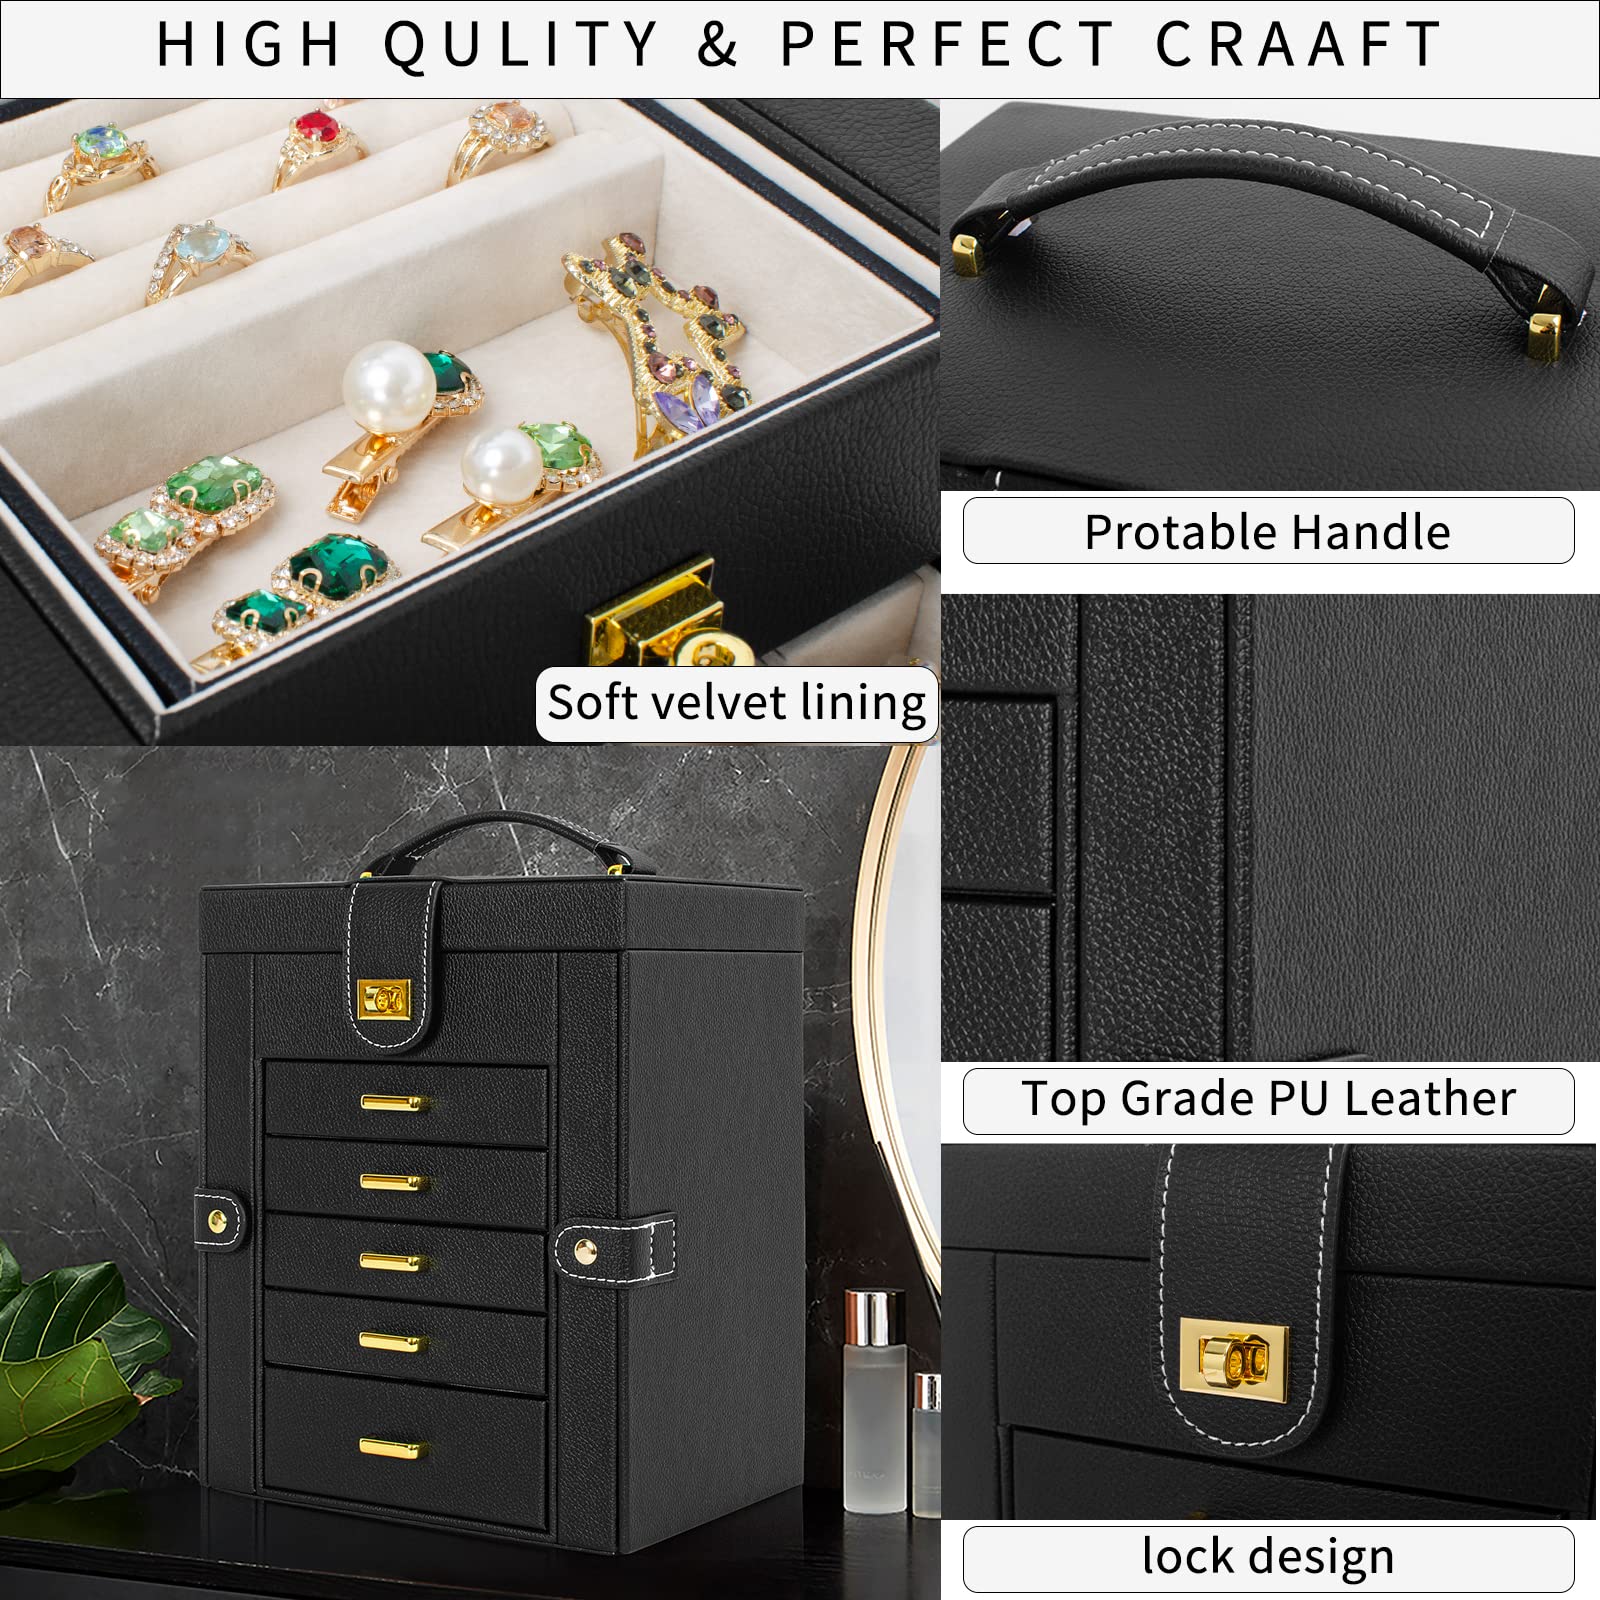 HIGH QULITY & PERFECT CRAAFT
Soft velvet lining
Protable Handle
Top Grade PU Leather
lock design